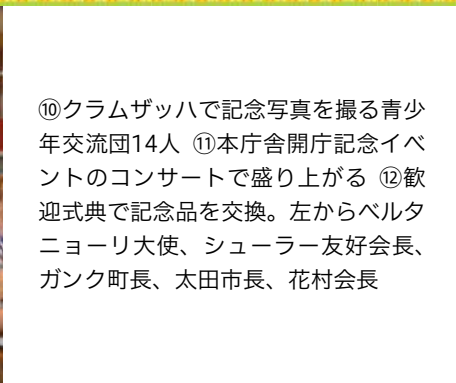 ⑩クラムザッハで記念写真を撮る青少
年交流団14人 ⑪本庁舎開庁記念イベ
ントのコンサートで盛り上がる ⑫歓
迎式典で記念品を交換。左からベルタ
ニョーリ大使、シューラー友好会長、
ガンク町長、太田市長、花村会長